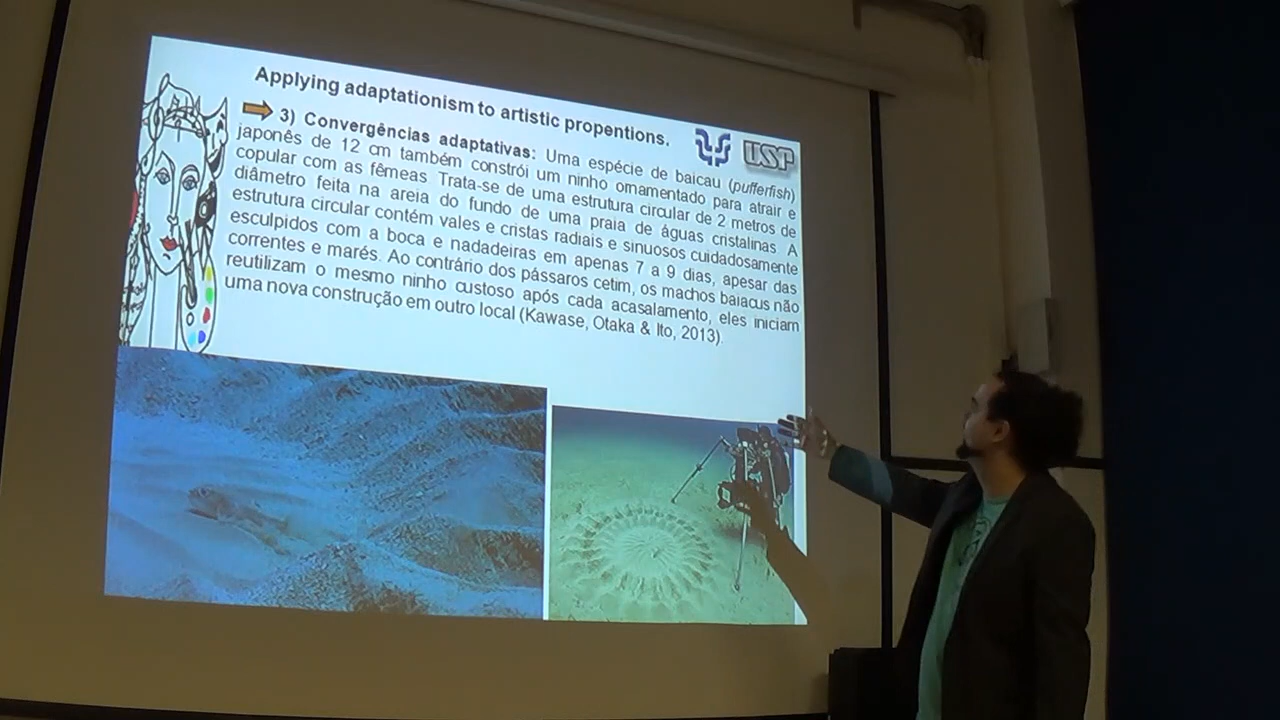 Applying adaptationism to artistic propentions.
3) Convergências adaptativas: Uma espécie de baicau (pufferfish)
japonês de 12 cm também constrói um ninho ornamentado para atrair e
copular com as fêmeas Trata-se de uma estrutura circular de 2 metros de
diâmetro feita na areia do fundo de uma praia de águas cristalinas. A
estrutura circular contém vales e cristas radiais e sinuosos cuidadosamente
esculpidos com a boca e nadadeiras em apenas 7 a 9 dias, apesar das
correntes e marés. Ao contrário dos pássaros cetim, os machos baiacus não
reutilizam o mesmo ninho custoso após cada acasalamento, eles iniciam
uma nova construção em outro local (Kawase, Otaka & Ito, 2013).
USP